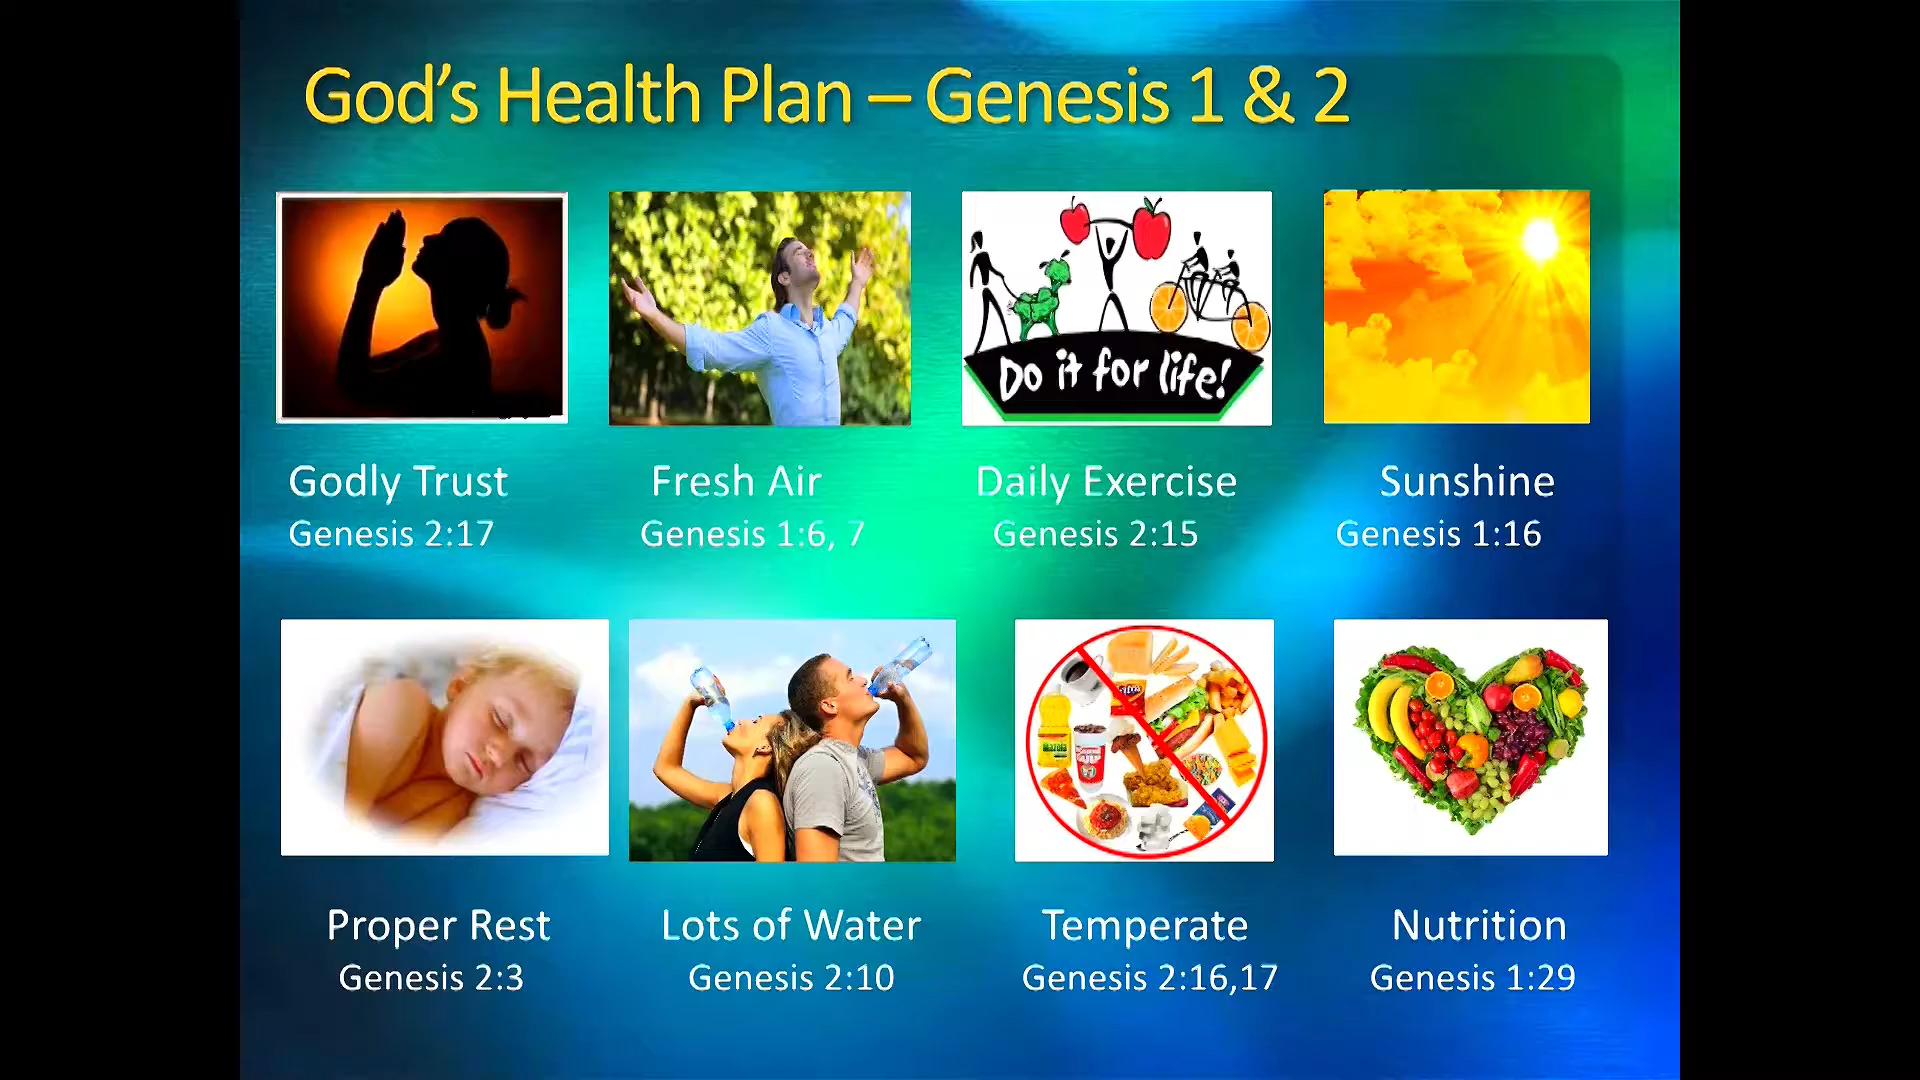 God's Health Plan – Genesis 1 & 2
Do it for life!
Godly Trust
Genesis 2:17
Fresh Air
Genesis 1:6, 7
Daily Exercise
Genesis 2:15
Sunshine
Genesis 1:16
Mazola
Proper Rest
Genesis 2:3
Lots of Water
Genesis 2:10
Temperate
Genesis 2:16,17
Nutrition
Genesis 1:29